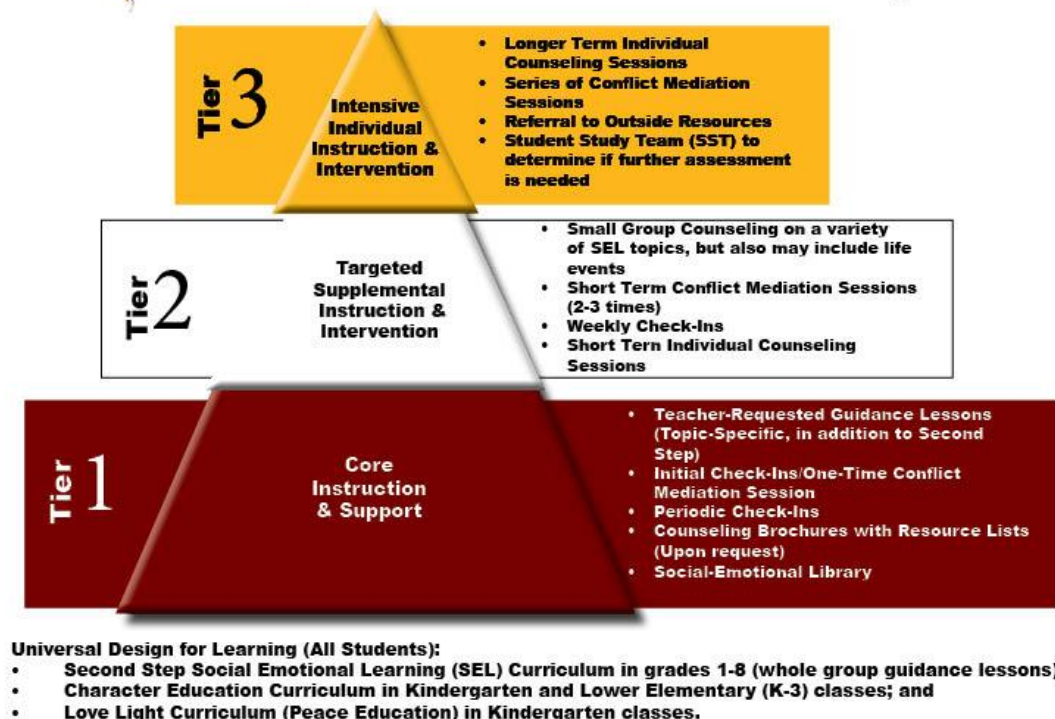 Tier 3
Intensive
Individual
Instruction &
Intervention
• Longer Term Individual
Counseling Sessions
• Series of Conflict Mediation
Sessions
• Referral to Outside Resources
• Student Study Team (SST) to
determine if further assessment
is needed
Tier 2
Targeted
Supplemental
Instruction &
Intervention
• Small Group Counseling on a variety
of SEL topics, but also may include life
events
• Short Term Conflict Mediation Sessions
(2-3 times)
• Weekly Check-Ins
• Short Tern Individual Counseling
Sessions
Tier 1
Core
Instruction
& Support
• Teacher-Requested Guidance Lessons
(Topic-Specific, in addition to Second
Step)
• Initial Check-Ins/One-Time Conflict
Mediation Session
• Periodic Check-Ins
• Counseling Brochures with Resource Lists
(Upon request)
• Social-Emotional Library
Universal Design for Learning (All Students):
• Second Step Social Emotional Learning (SEL) Curriculum in grades 1-8 (whole group guidance lessons)
• Character Education Curriculum in Kindergarten and Lower Elementary (K-3) classes; and
• Love Light Curriculum (Peace Education) in Kindergarten classes.